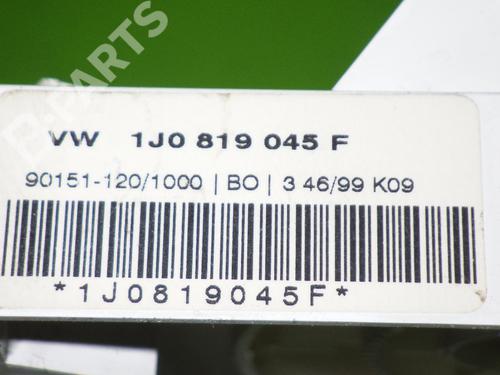 B-PARTS
VW 1J0 819 045 F
90151-120/1000 | BO | 3 46/99 K09
*1J0819045F*